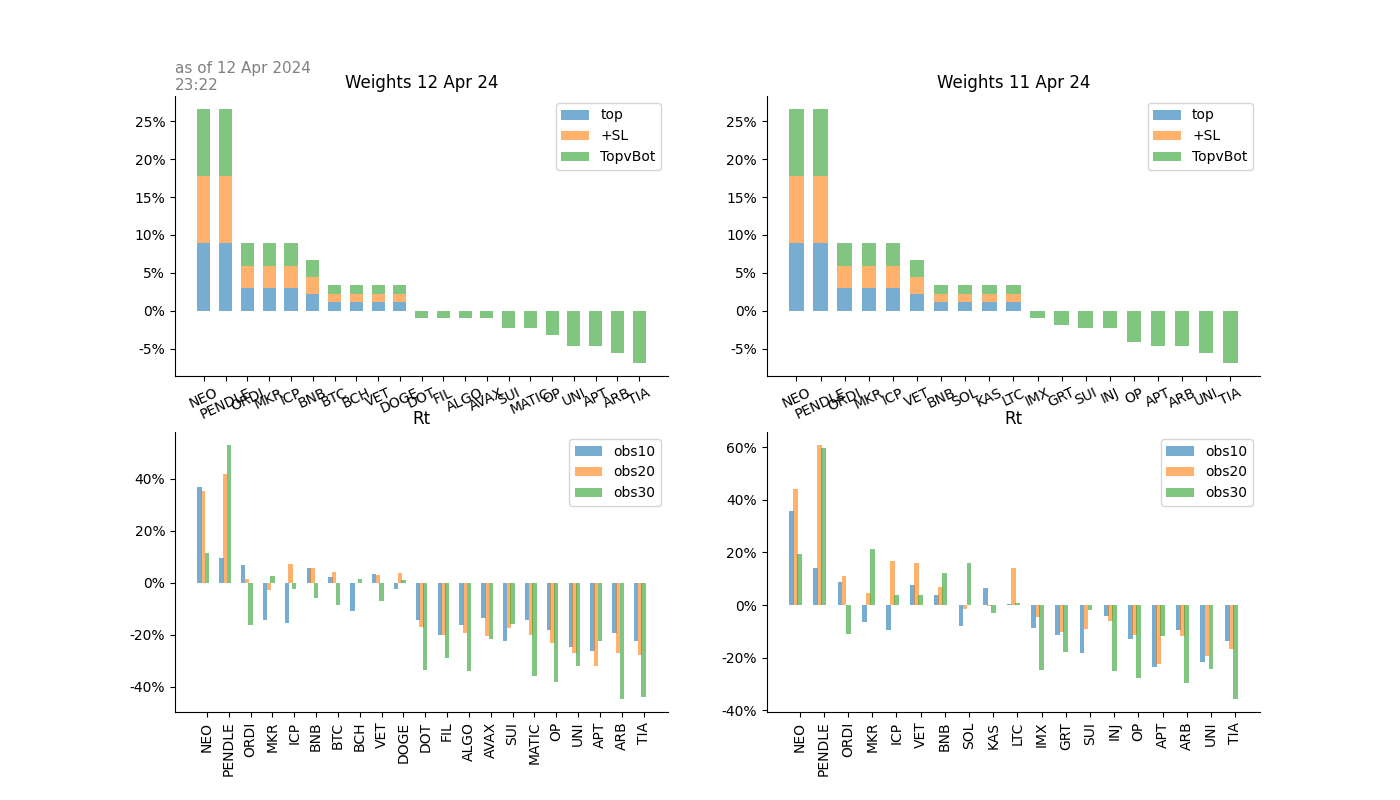 as of 12 Apr 2024
23:22
Weights 12 Apr 24
25%
20%
15%
10%
5%
0%
-5%
top
+SL
TopvBot
NEO PENDLE ORDI MKR ICP BNB BTC BCH VET DOGE DOT FIL ALGO AVAX SUI MATIC OP UNI APT ARB TIA
Weights 11 Apr 24
25%
20%
15%
10%
5%
0%
-5%
top
+SL
TopvBot
NEO PENDLE ORDI MKR ICP VET BNB SOL KAS LTC IMX GRT SUI INJ OP APT ARB UNI TIA
Rt
40%
20%
0%
-20%
-40%
obs10
obs20
obs30
NEO PENDLE ORDI MKR ICP BNB BTC BCH VET DOGE DOT FIL ALGO AVAX SUI MATIC OP UNI APT ARB TIA
Rt
60%
40%
20%
0%
-20%
-40%
obs10
obs20
obs30
NEO PENDLE ORDI MKR ICP VET BNB SOL KAS LTC IMX GRT SUI INJ OP APT ARB UNI TIA